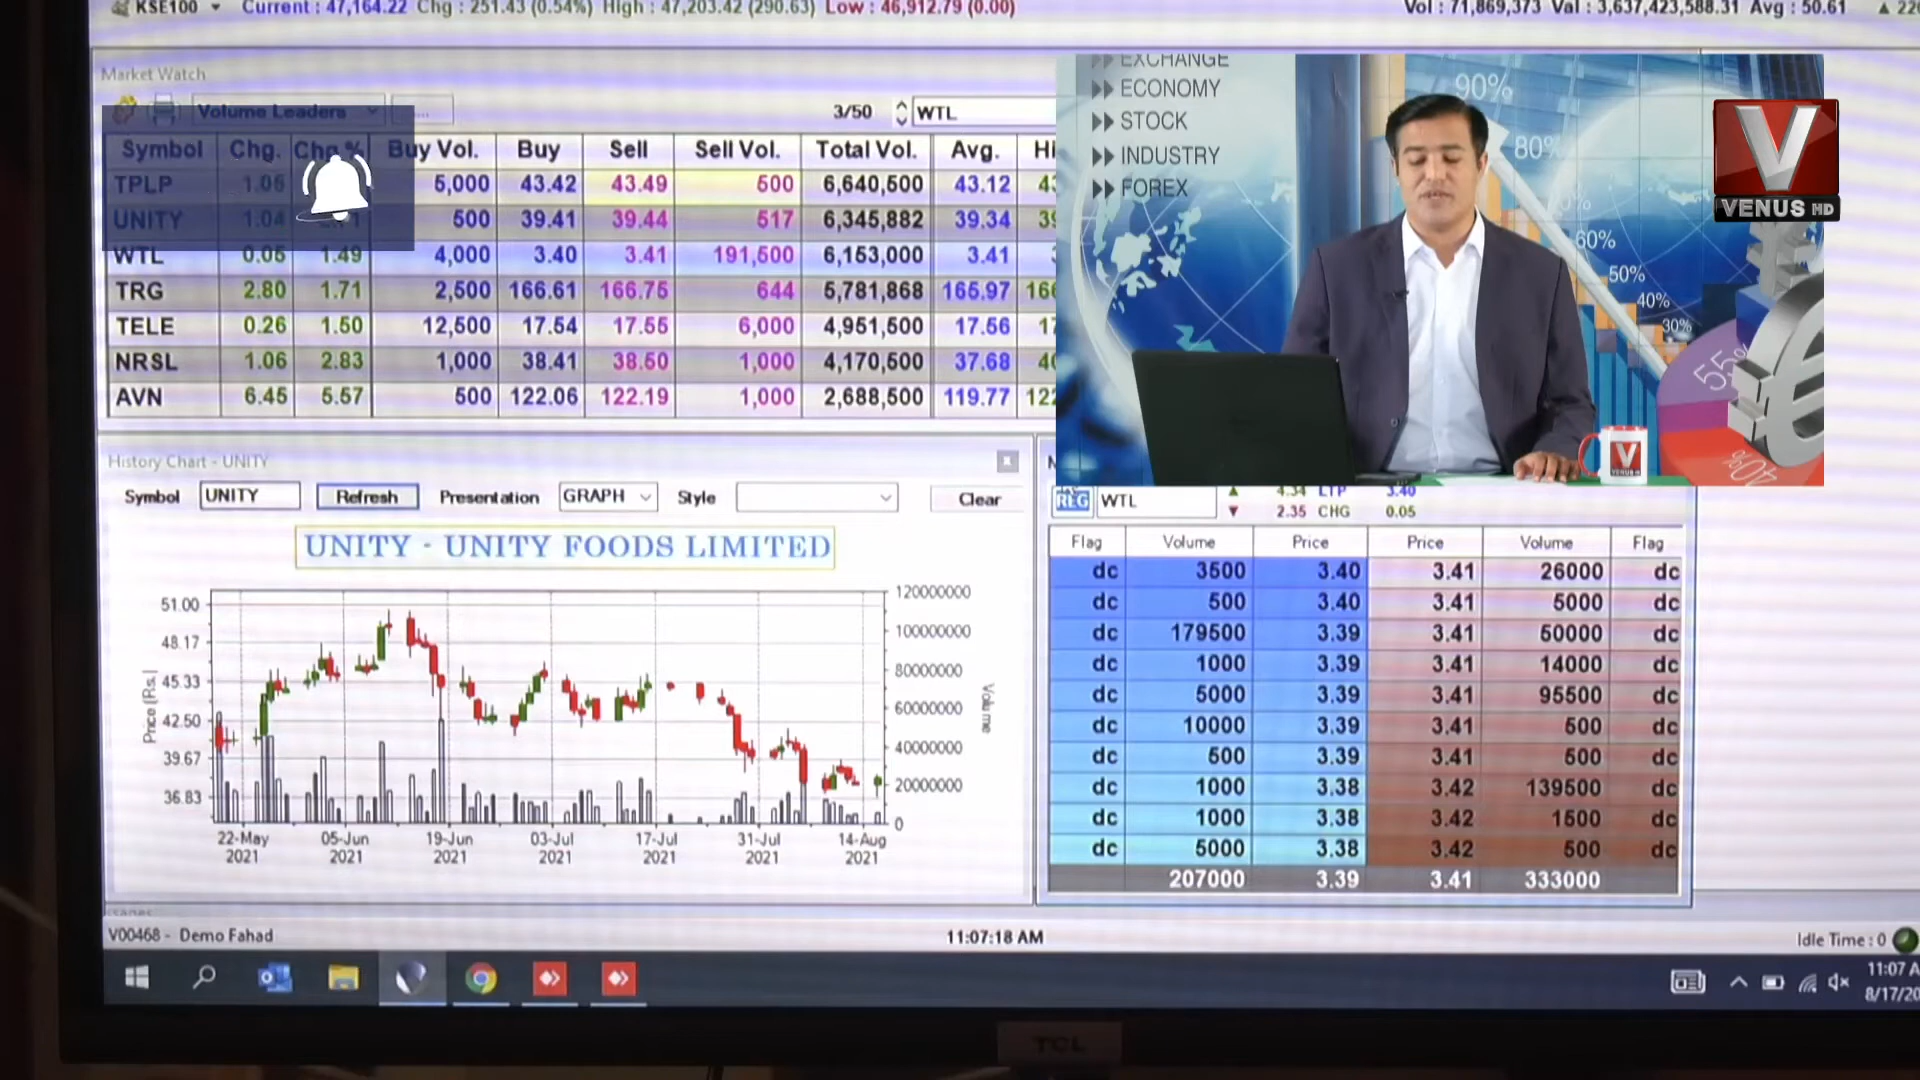 KSE100 Current : 47,164.22 Chg : 251.43 (0.54%) High : 47,203.42 (290.63) Low : 46,912.79 (0.00) Vol : 71,869,373 Val : 3,637,423,588.31 Avg : 50.61
Market Watch
Volume Leaders 3/50 WTL
Symbol Chg. Chg % Buy Vol. Buy Sell Sell Vol. Total Vol. Avg.
TPLP 1.05 5,000 43.42 43.49 500 6,640,500 43.12
UNITY 1.04 500 39.41 39.44 517 6,345,882 39.34
WTL 0.05 1.49 4,000 3.40 3.41 191,500 6,153,000 3.41
TRG 2.80 1.71 2,500 166.61 166.75 644 5,781,868 165.97
TELE 0.26 1.50 12,500 17.54 17.55 6,000 4,951,500 17.56
NRSL 1.06 2.83 1,000 38.41 38.50 1,000 4,170,500 37.68
AVN 6.45 5.57 500 122.06 122.19 1,000 2,688,500 119.77
EXCHANGE
ECONOMY
STOCK
INDUSTRY
FOREX
90%
80%
60%
50%
40%
30%
55%
40%
V
VENUS HD
V
VENUS
History Chart - UNITY
Symbol UNITY Refresh Presentation GRAPH Style Clear
UNITY - UNITY FOODS LIMITED
Price (Rs.)
51.00
48.17
45.33
42.50
39.67
36.83
120000000
100000000
80000000
60000000
40000000
20000000
0
Volume
22-May 05-Jun 19-Jun 03-Jul 17-Jul 31-Jul 14-Aug
2021 2021 2021 2021 2021 2021 2021
REG WTL 4.34 LTP 3.40
2.35 CHG 0.05
Flag Volume Price Price Volume Flag
dc 3500 3.40 3.41 26000 dc
dc 500 3.40 3.41 5000 dc
dc 179500 3.39 3.41 50000 dc
dc 1000 3.39 3.41 14000 dc
dc 5000 3.39 3.41 95500 dc
dc 10000 3.39 3.41 500 dc
dc 500 3.39 3.41 500 dc
dc 1000 3.38 3.42 139500 dc
dc 1000 3.38 3.42 1500 dc
dc 5000 3.38 3.42 500 dc
207000 3.39 3.41 333000
V00468 - Demo Fahad 11:07:18 AM Idle Time : 0
11:07 A
8/17/20
TCL